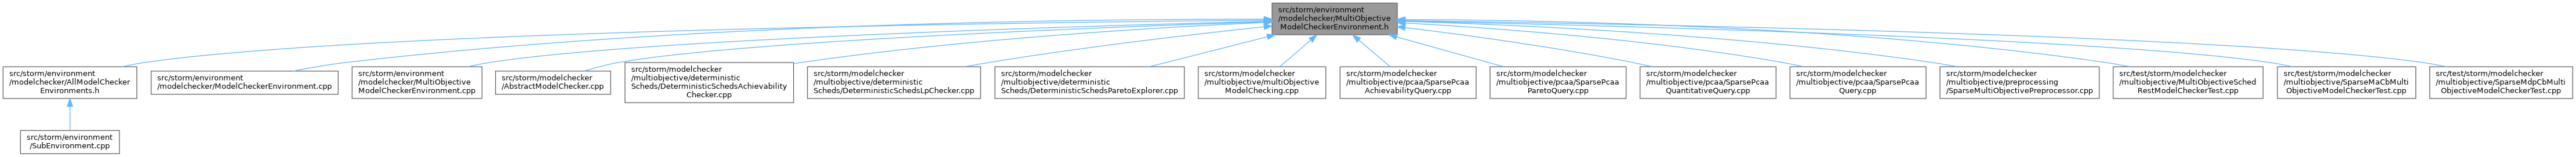 src/storm/environment
/modelchecker/MultiObjective
ModelCheckerEnvironment.h
src/storm/environment
/modelchecker/AllModelChecker
Environments.h
src/storm/environment
/modelchecker/ModelCheckerEnvironment.cpp
src/storm/environment
/modelchecker/MultiObjective
ModelCheckerEnvironment.cpp
src/storm/modelchecker
/AbstractModelChecker.cpp
src/storm/modelchecker
/multiobjective/deterministic
Scheds/DeterministicSchedsAchievability
Checker.cpp
src/storm/modelchecker
/multiobjective/deterministic
Scheds/DeterministicSchedsLpChecker.cpp
src/storm/modelchecker
/multiobjective/deterministic
Scheds/DeterministicSchedsParetoExplorer.cpp
src/storm/modelchecker
/multiobjective/multiObjective
ModelChecking.cpp
src/storm/modelchecker
/multiobjective/pcaa/SparsePcaa
AchievabilityQuery.cpp
src/storm/modelchecker
/multiobjective/pcaa/SparsePcaa
ParetoQuery.cpp
src/storm/modelchecker
/multiobjective/pcaa/SparsePcaa
QuantitativeQuery.cpp
src/storm/modelchecker
/multiobjective/pcaa/SparsePcaa
Query.cpp
src/storm/modelchecker
/multiobjective/preprocessing
/SparseMultiObjectivePreprocessor.cpp
src/test/storm/modelchecker
/multiobjective/MultiObjectiveSched
RestModelCheckerTest.cpp
src/test/storm/modelchecker
/multiobjective/SparseMaCbMulti
ObjectiveModelCheckerTest.cpp
src/test/storm/modelchecker
/multiobjective/SparseMdpCbMulti
ObjectiveModelCheckerTest.cpp
src/storm/environment
/SubEnvironment.cpp